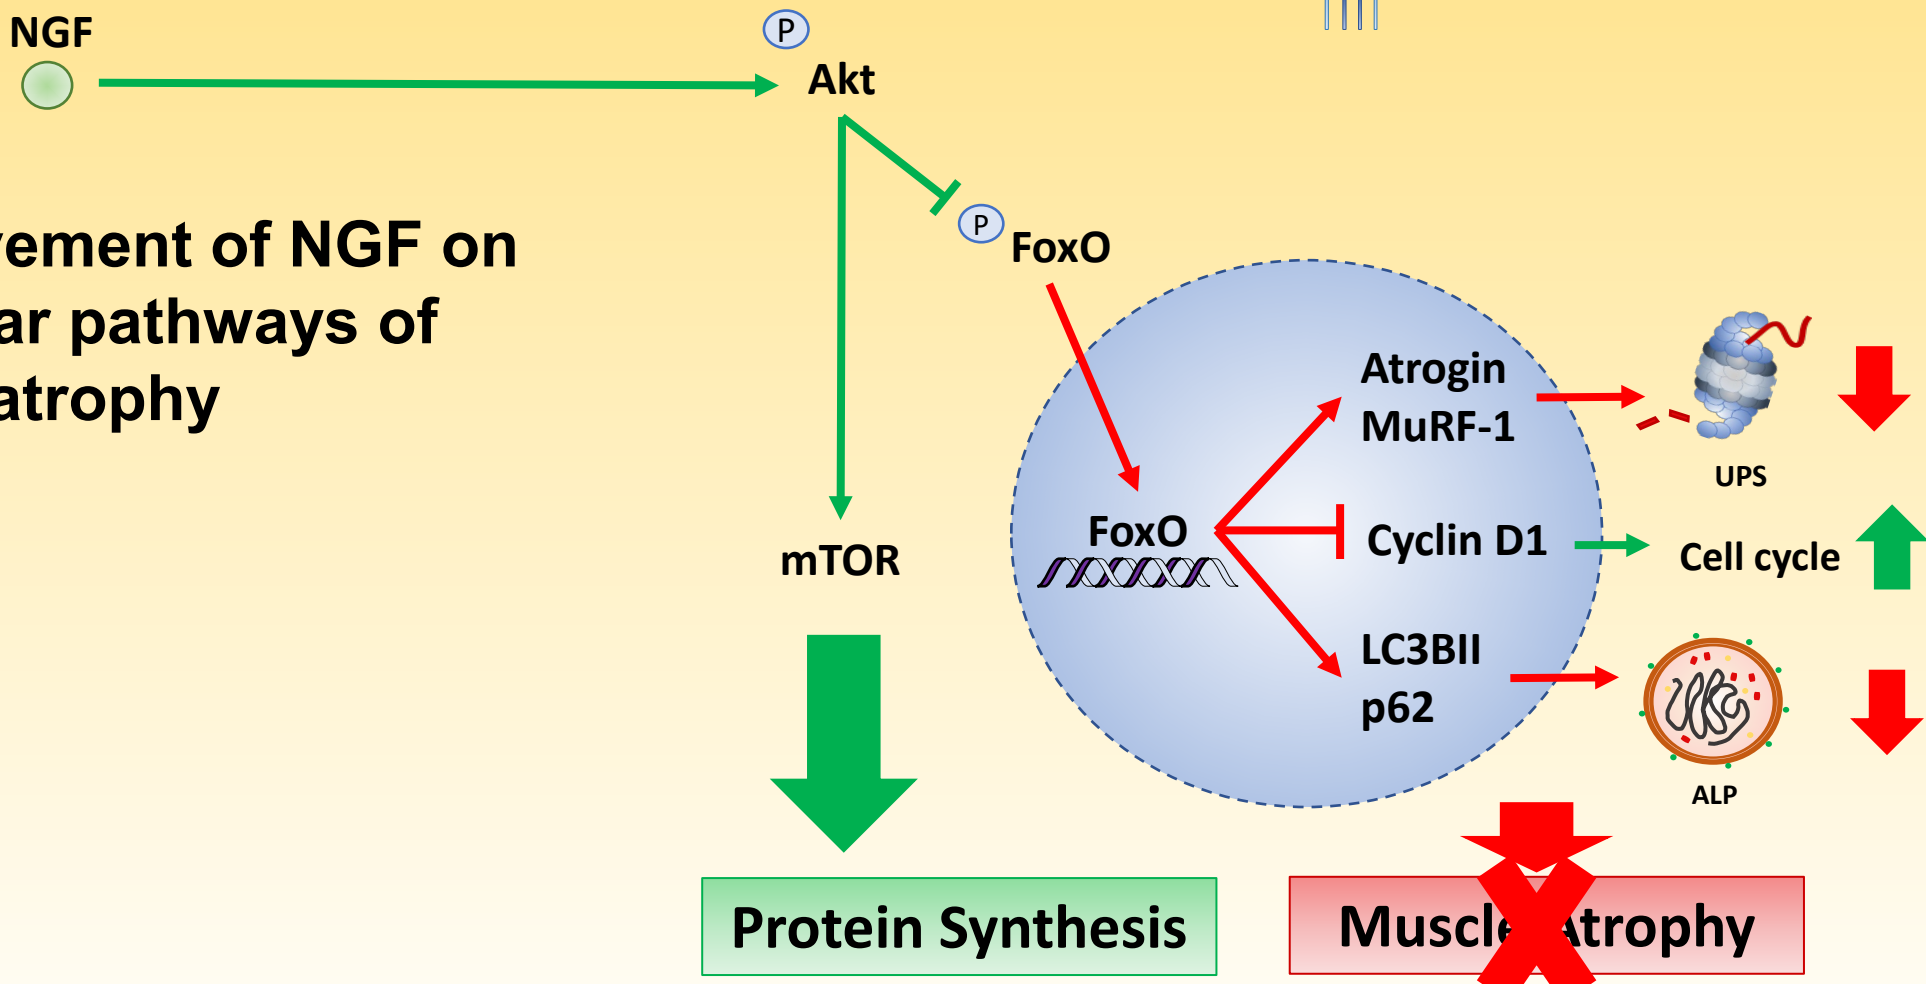 NGF
P
Akt
vement of NGF on
ar pathways of
atrophy
P
FoxO
Atrogin
MuRF-1
UPS
FoxO
Cyclin D1
Cell cycle
mTOR
LC3BII
p62
ALP
Protein Synthesis
Muscle Atrophy